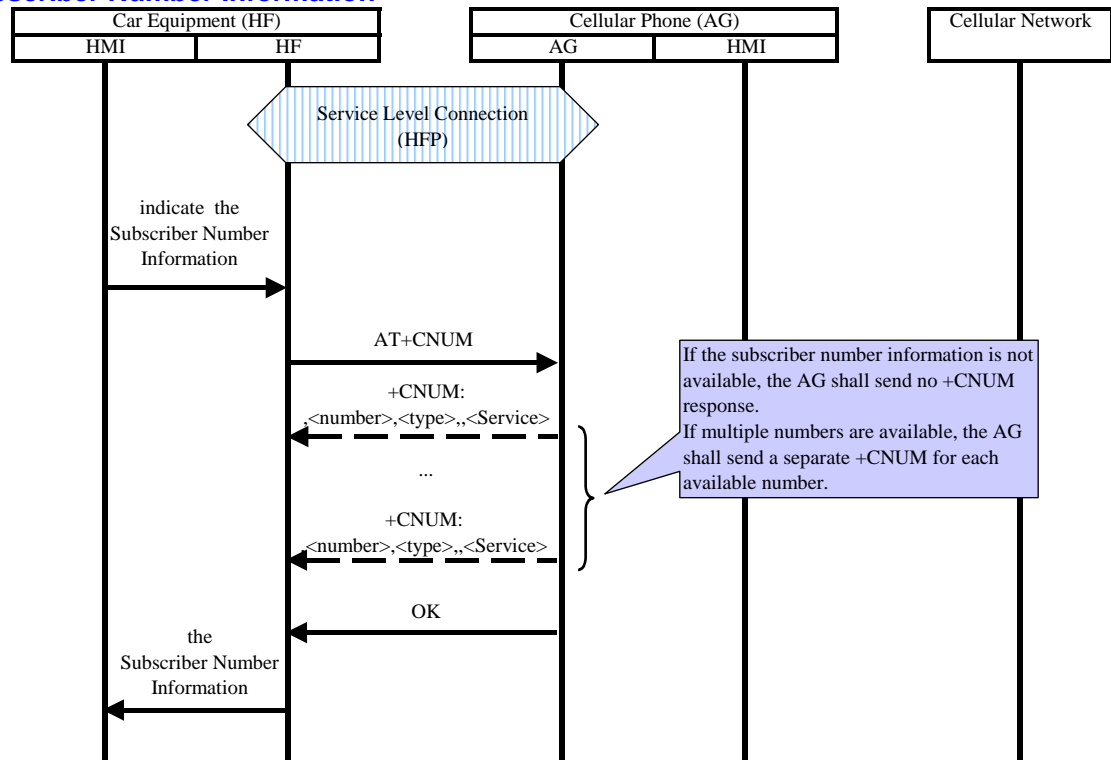 Subscriber Number Information
Car Equipment (HF)
Cellular Phone (AG)
Cellular Network
HMI
HF
AG
HMI
Service Level Connection
(HFP)
indicate the
Subscriber Number
Information
AT+CNUM
+CNUM:
,<number>,<type>,,<Service>
...
+CNUM:
,<number>,<type>,,<Service>
If the subscriber number information is not
available, the AG shall send no +CNUM
response.
If multiple numbers are available, the AG
shall send a separate +CNUM for each
available number.
OK
the
Subscriber Number
Information